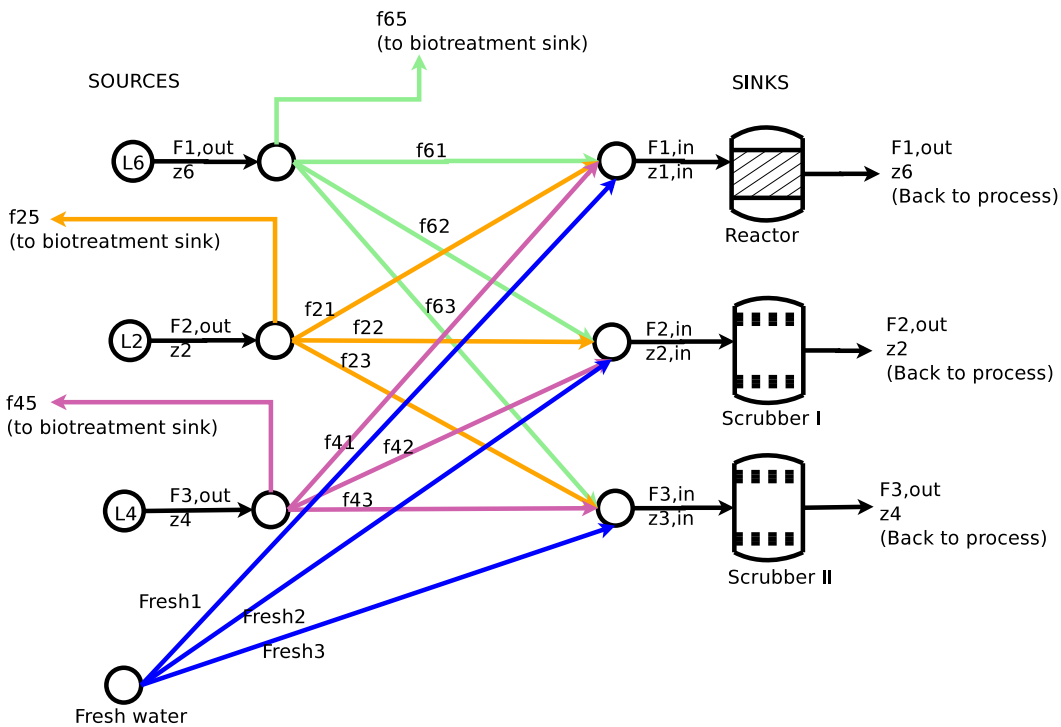 f65
(to biotreatment sink)
SOURCES
SINKS
L6
F1,out
z6
f61
F1,in
z1,in
F1,out
z6
(Back to process)
Reactor
f25
(to biotreatment sink)
f62
f21
f63
L2
F2,out
z2
f22
f23
F2,in
z2,in
F2,out
z2
(Back to process)
Scrubber I
f45
(to biotreatment sink)
f41
f42
L4
F3,out
z4
f43
F3,in
z3,in
F3,out
z4
(Back to process)
Scrubber II
Fresh1
Fresh2
Fresh3
Fresh water